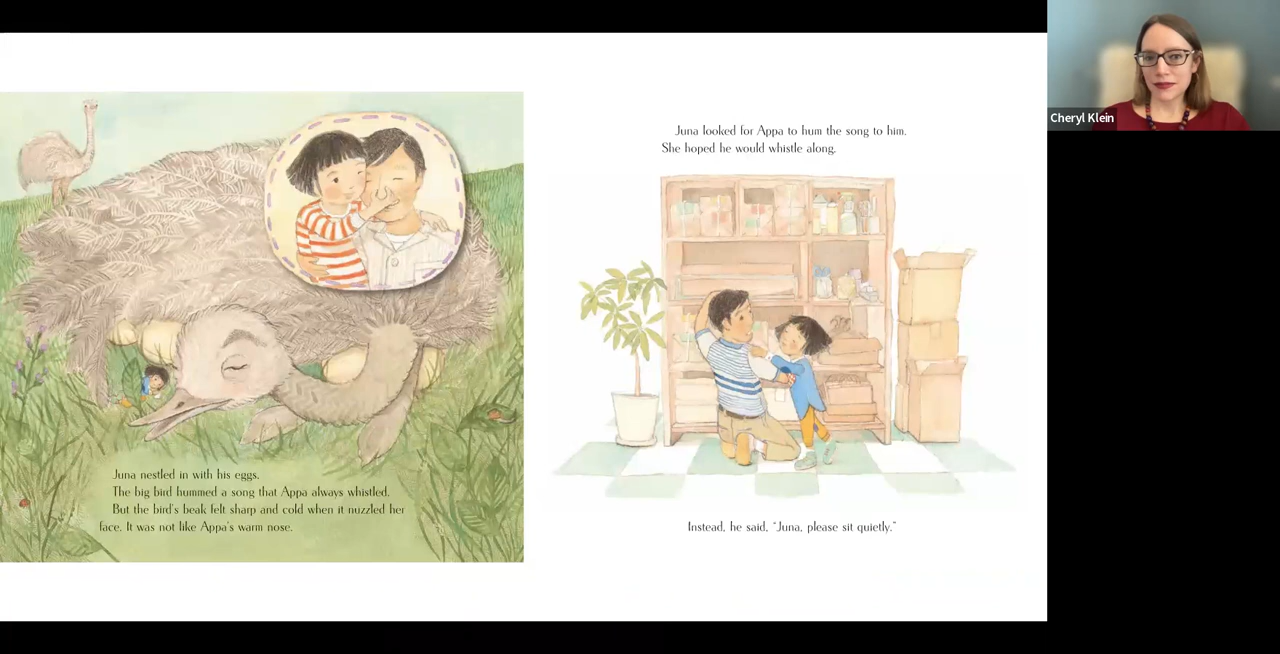 Juna nestled in with his eggs.
The big bird hummed a song that Appa always whistled.
But the bird's beak felt sharp and cold when it nuzzled her
face. It was not like Appa's warm nose.
Juna looked for Appa to hum the song to him.
She hoped he would whistle along.
Instead, he said, "Juna, please sit quietly."
Cheryl Klein